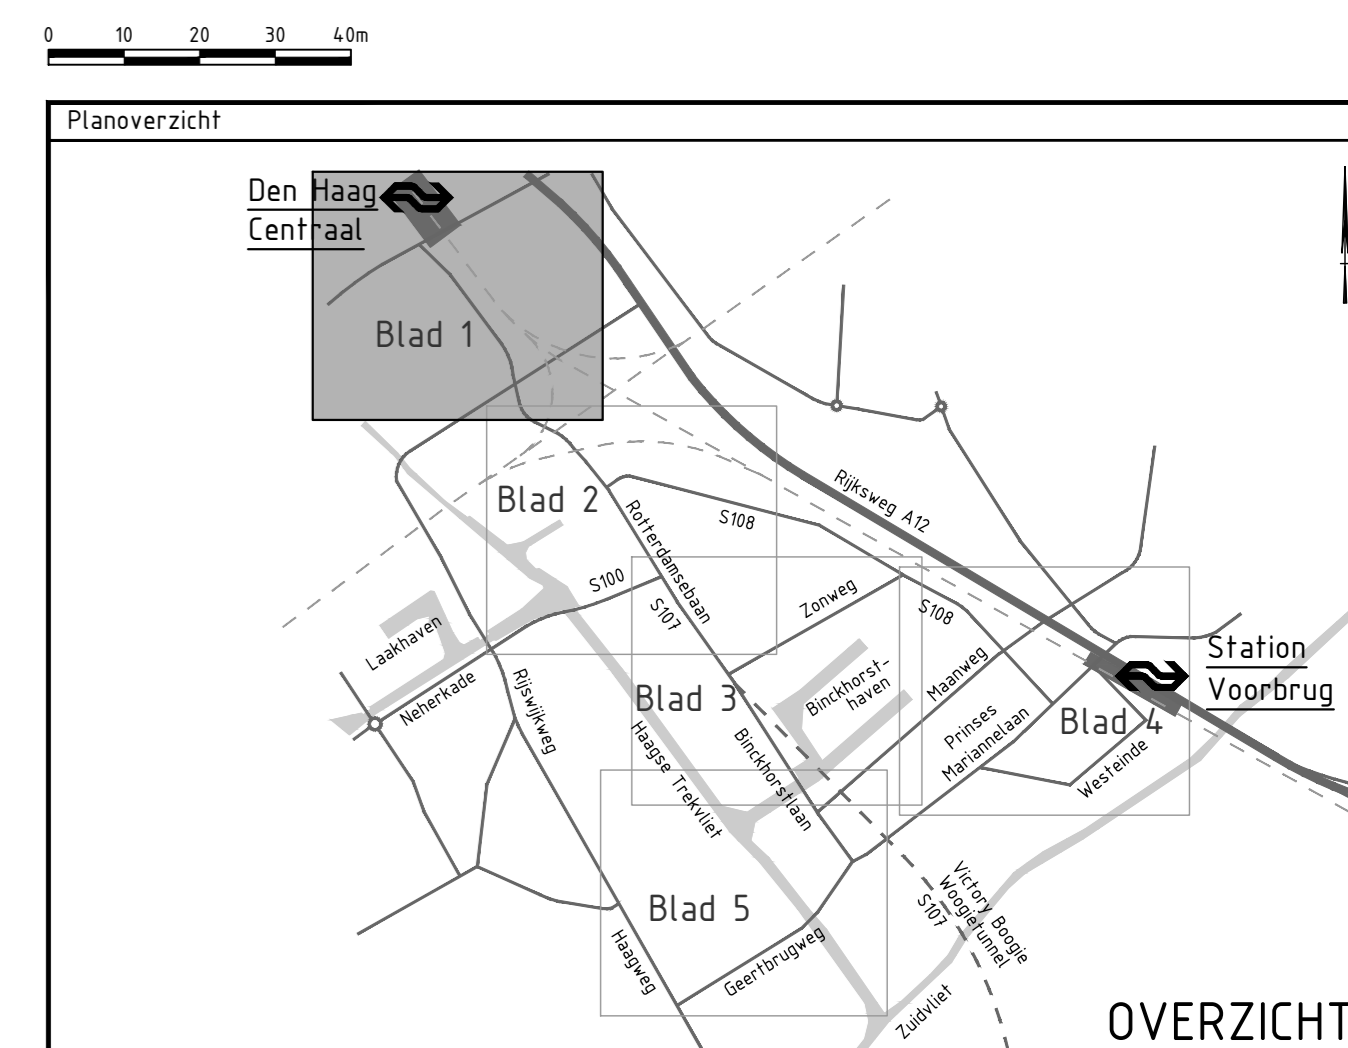 0 10 20 30 40m
Planoverzicht
Den Haag
Centraal
Blad 1
Blad 2
Rijksweg A12
S108
Rotterdamsebaan
S100
S107
Zonweg
S108
Laakhaven
Neherkade
Rijswijkweg
Blad 3
Binckhorst-
haven
Maanweg
Station
Voorbrug
Blad 4
Prinses
Mariannelaan
Westeinde
Haagse Trekvliet
Binckhorstlaan
Blad 5
Victory Boogie
Woogietunnel
S107
Haagweg
Geertbrugweg
Zuidvliet
OVERZICHT